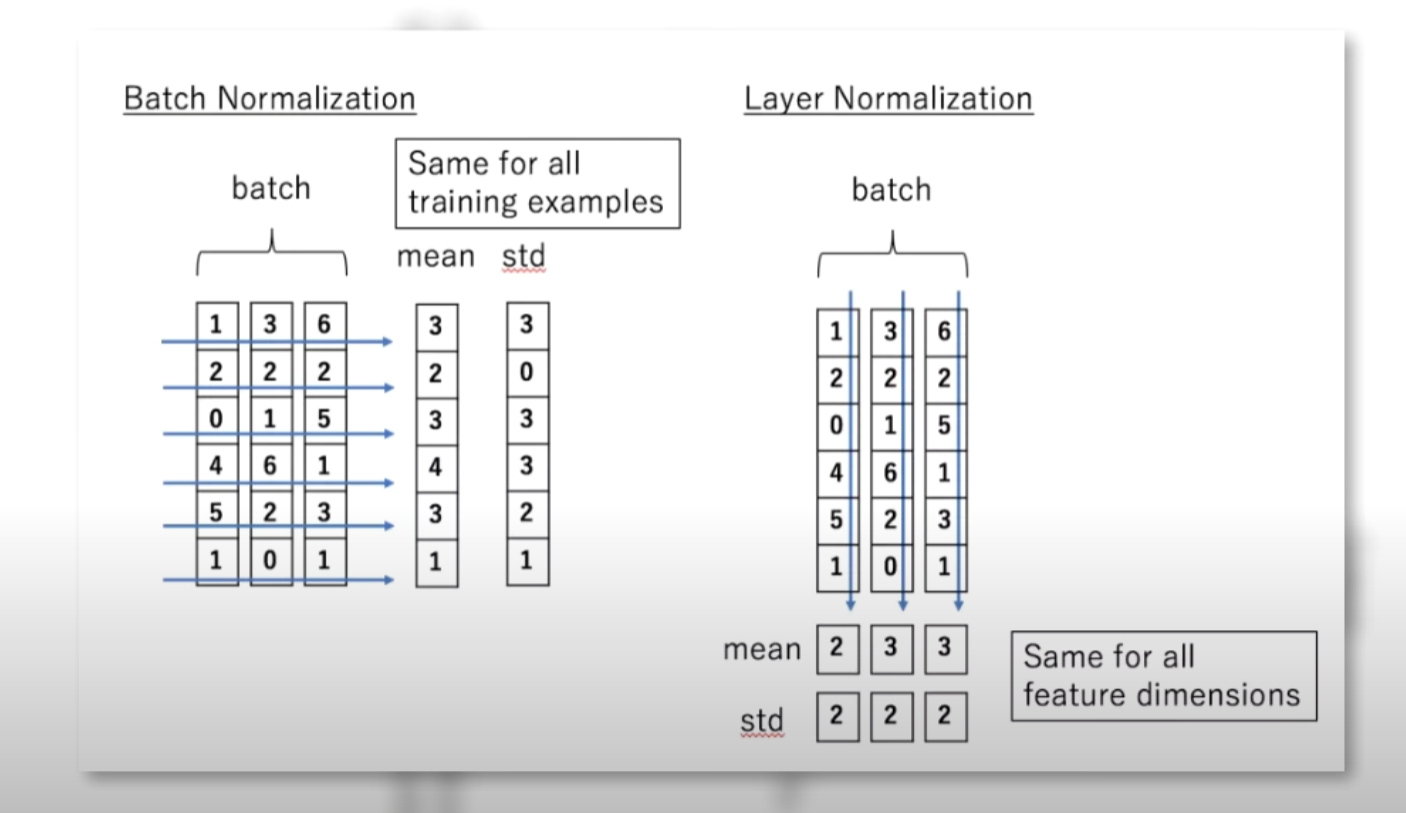 Batch Normalization
Same for all
training examples
batch
mean std
1 3 6 3 3
2 2 2 2 0
0 1 5 3 3
4 6 1 4 3
5 2 3 3 2
1 0 1 1 1
Layer Normalization
batch
1 3 6
2 2 2
0 1 5
4 6 1
5 2 3
1 0 1
mean 2 3 3
std 2 2 2
Same for all
feature dimensions